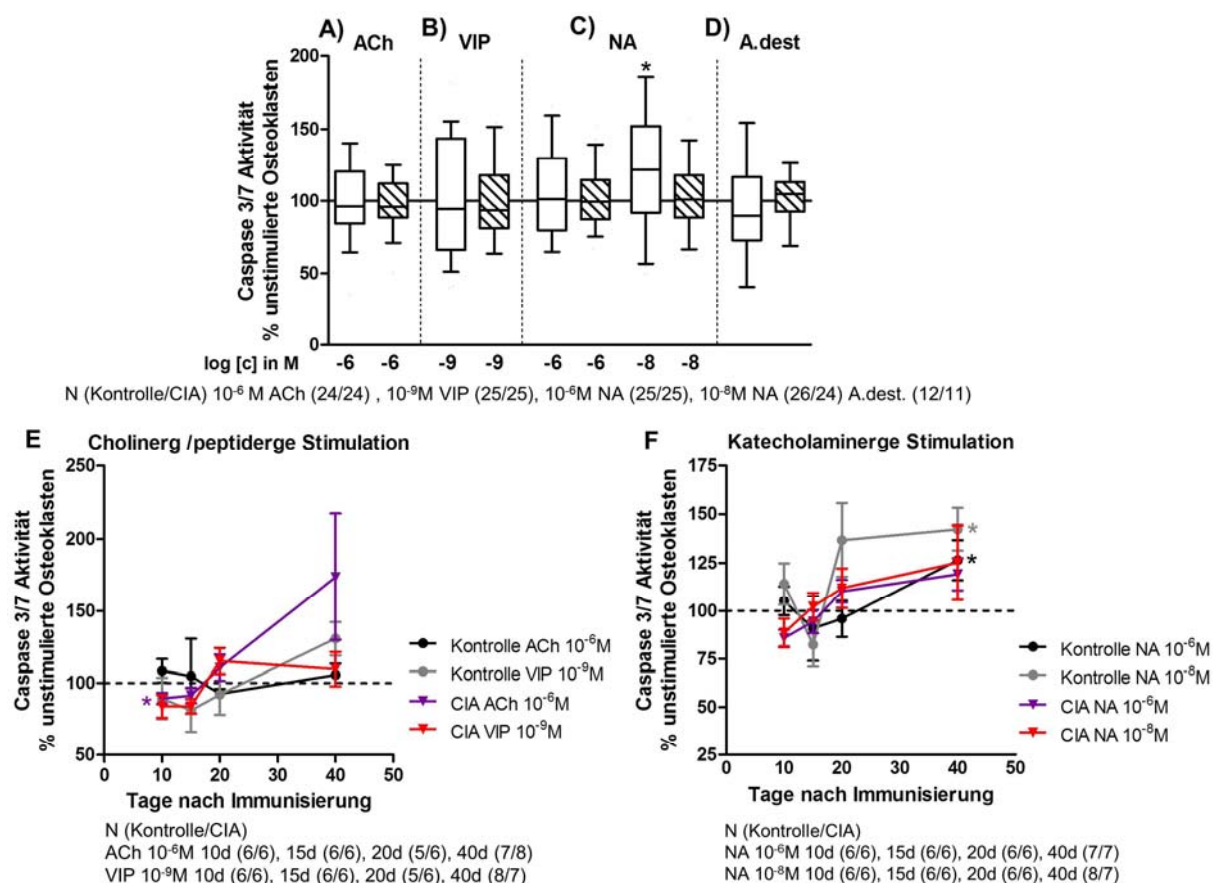 A) ACh B) VIP C) NA D) A.dest
Caspase 3/7 Aktivität
% unstimulierte Osteoklasten
200
150
100
50
0
*
log [c] in M -6 -6 -9 -9 -6 -6 -8 -8
N (Kontrolle/CIA) 10⁻⁶ M ACh (24/24) , 10⁻⁹M VIP (25/25), 10⁻⁶M NA (25/25), 10⁻⁸M NA (26/24) A.dest. (12/11)
E Cholinerg /peptiderge Stimulation
Caspase 3/7 Aktivität
% unstimulierte Osteoklasten
250
200
150
100
50
*
0 10 20 30 40 50
Tage nach Immunisierung
Kontrolle ACh 10⁻⁶M
Kontrolle VIP 10⁻⁹M
CIA ACh 10⁻⁶M
CIA VIP 10⁻⁹M
N (Kontrolle/CIA)
ACh 10⁻⁶M 10d (6/6), 15d (6/6), 20d (5/6), 40d (7/8)
VIP 10⁻⁹M 10d (6/6), 15d (6/6), 20d (5/6), 40d (8/7)
F Katecholaminerge Stimulation
Caspase 3/7 Aktivität
% unstimulierte Osteoklasten
175
150
125
100
75
50
25
*
*
0 10 20 30 40 50
Tage nach Immunisierung
Kontrolle NA 10⁻⁶M
Kontrolle NA 10⁻⁸M
CIA NA 10⁻⁶M
CIA NA 10⁻⁸M
N (Kontrolle/CIA)
NA 10⁻⁶M 10d (6/6), 15d (6/6), 20d (6/6), 40d (7/7)
NA 10⁻⁸M 10d (6/6), 15d (6/6), 20d (6/6), 40d (8/7)